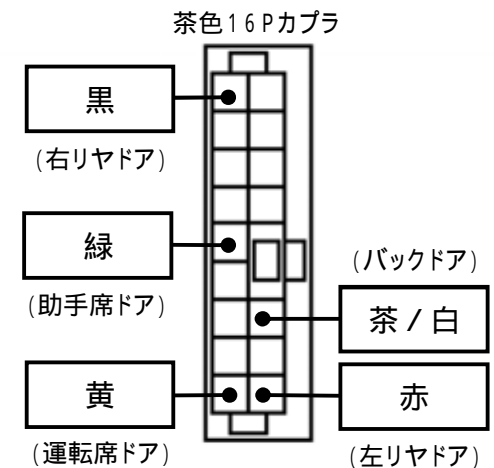 茶色16Pカプラ
黒
(右リヤドア)
緑
(助手席ドア)
(バックドア)
茶/白
黄
赤
(運転席ドア)
(左リヤドア)